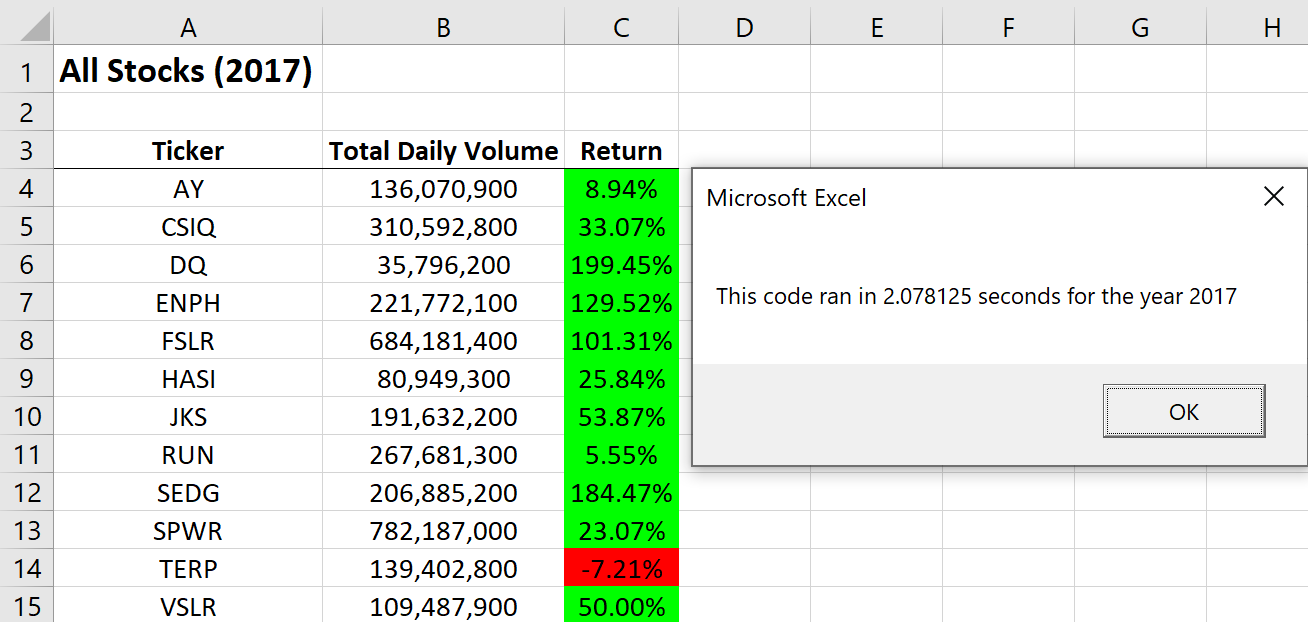 A B C D E F G H
1 All Stocks (2017)
2
3 Ticker Total Daily Volume Return
4 AY 136,070,900 8.94%
Microsoft Excel
5 CSIQ 310,592,800 33.07%
6 DQ 35,796,200 199.45%
7 ENPH 221,772,100 129.52%
This code ran in 2.078125 seconds for the year 2017
8 FSLR 684,181,400 101.31%
9 HASI 80,949,300 25.84%
10 JKS 191,632,200 53.87%
OK
11 RUN 267,681,300 5.55%
12 SEDG 206,885,200 184.47%
13 SPWR 782,187,000 23.07%
14 TERP 139,402,800 -7.21%
15 VSLR 109,487,900 50.00%